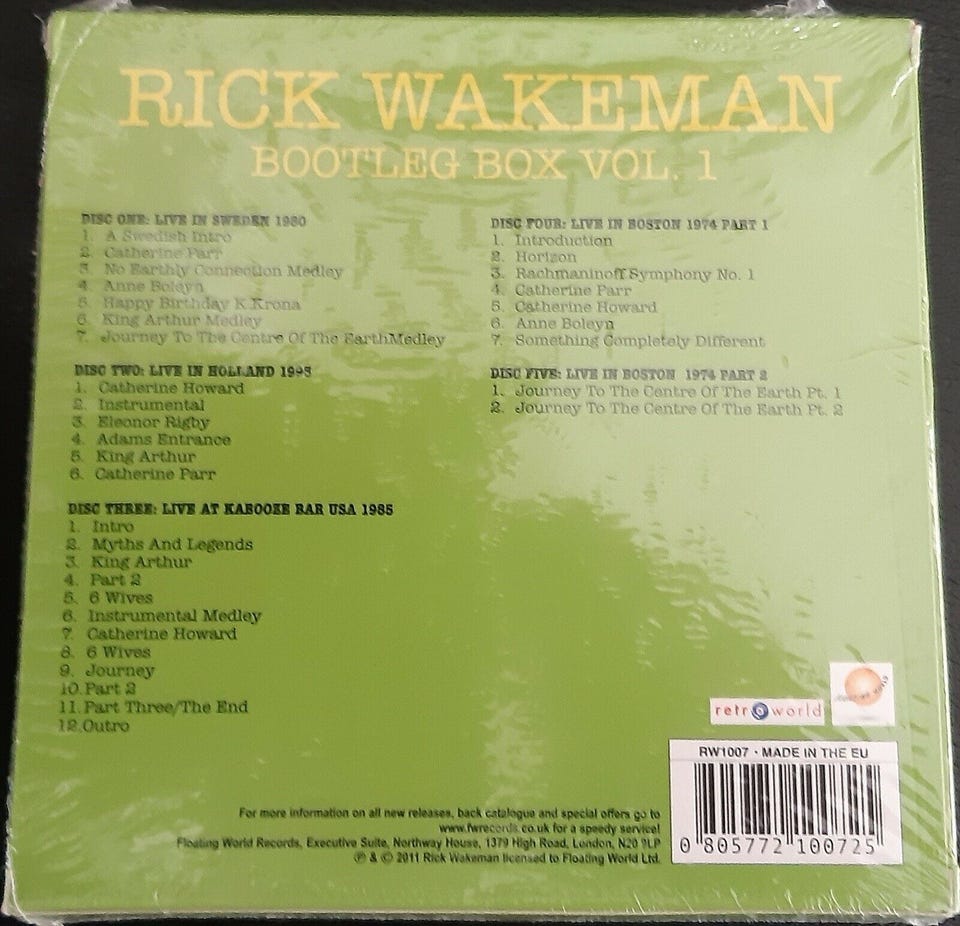 RICK WAKEMAN
BOOTLEG BOX VOL. 1
DISC ONE: LIVE IN SWEDEN 1980
1. A Swedish Intro
2. Catherine Parr
3. No Earthly Connection Medley
4. Anne Boleyn
5. Happy Birthday K.Krona
6. King Arthur Medley
7. Journey To The Centre Of The EarthMedley
DISC TWO: LIVE IN HOLLAND 1995
1. Catherine Howard
2. Instrumental
3. Eleonor Rigby
4. Adams Entrance
5. King Arthur
6. Catherine Parr
DISC THREE: LIVE AT KABOOZE BAR USA 1985
1. Intro
2. Myths And Legends
3. King Arthur
4. Part 2
5. 6 Wives
6. Instrumental Medley
7. Catherine Howard
8. 6 Wives
9. Journey
10. Part 2
11. Part Three/The End
12. Outro
DISC FOUR: LIVE IN BOSTON 1974 PART 1
1. Introduction
2. Horizon
3. Rachmaninoff Symphony No. 1
4. Catherine Parr
5. Catherine Howard
6. Anne Boleyn
7. Something Completely Different
DISC FIVE: LIVE IN BOSTON 1974 PART 2
1. Journey To The Centre Of The Earth Pt. 1
2. Journey To The Centre Of The Earth Pt. 2
retroworld
RW1007 · MADE IN THE EU
0 805772 100725
For more information on all new releases, back catalogue and special offers go to
www.fwrecords.co.uk for a speedy service!
Floating World Records, Executive Suite, Northway House, 1379 High Road, London, N20 9LP
℗ & © 2011 Rick Wakeman licensed to Floating World Ltd.